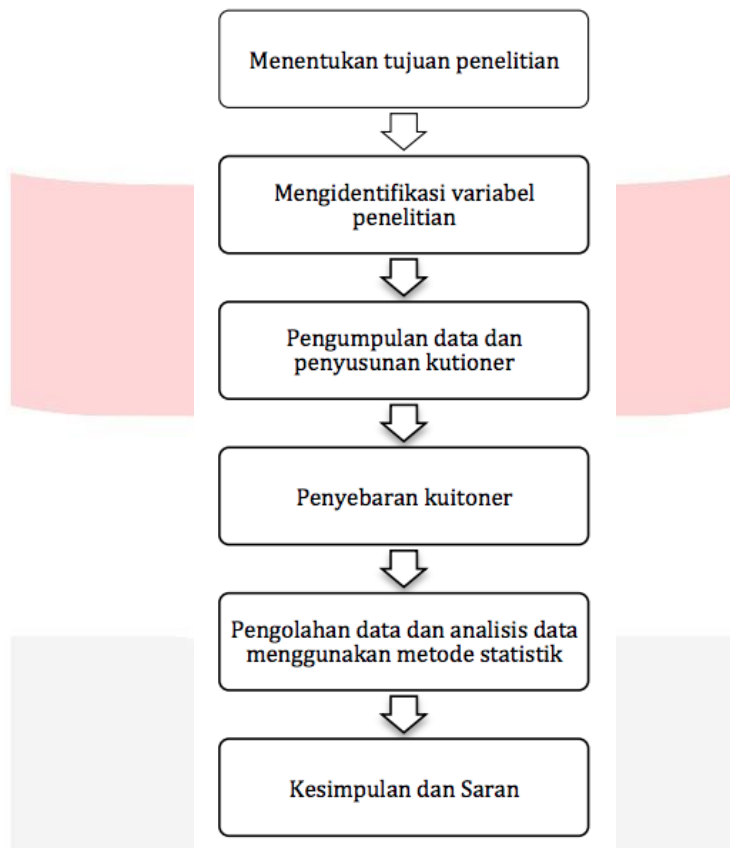 Menentukan tujuan penelitian
Mengidentifikasi variabel
penelitian
Pengumpulan data dan
penyusunan kutioner
Penyebaran kuitoner
Pengolahan data dan analisis data
menggunakan metode statistik
Kesimpulan dan Saran